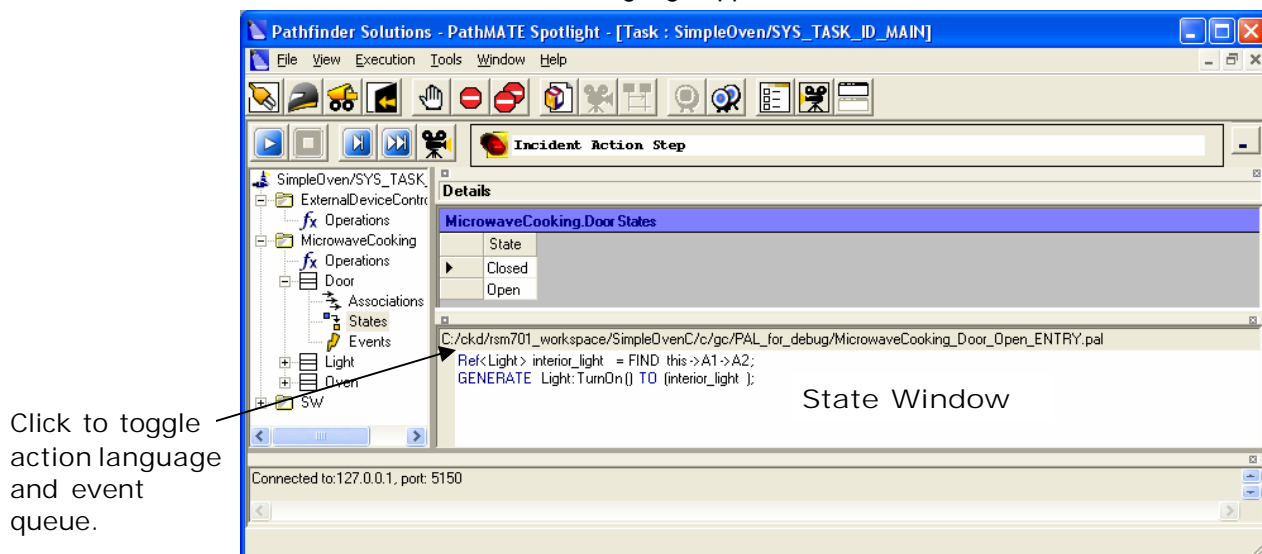 Pathfinder Solutions - PathMATE Spotlight - [Task : SimpleOven/SYS_TASK_ID_MAIN]
File View Execution Tools Window Help
Incident Action Step
SimpleOven/SYS_TASK_
ExternalDeviceContro
fx Operations
MicrowaveCooking
fx Operations
Door
Associations
States
Events
Light
Oven
SW
Details
MicrowaveCooking.Door States
State
Closed
Open
C:/ckd/rsm701_workspace/SimpleOvenC/c/gc/PAL_for_debug/MicrowaveCooking_Door_Open_ENTRY.pal
Ref<Light> interior_light = FIND this->A1->A2;
GENERATE Light:TurnOn() TO (interior_light );
State Window
Click to toggle
action language
and event
queue.
Connected to:127.0.0.1, port: 5150